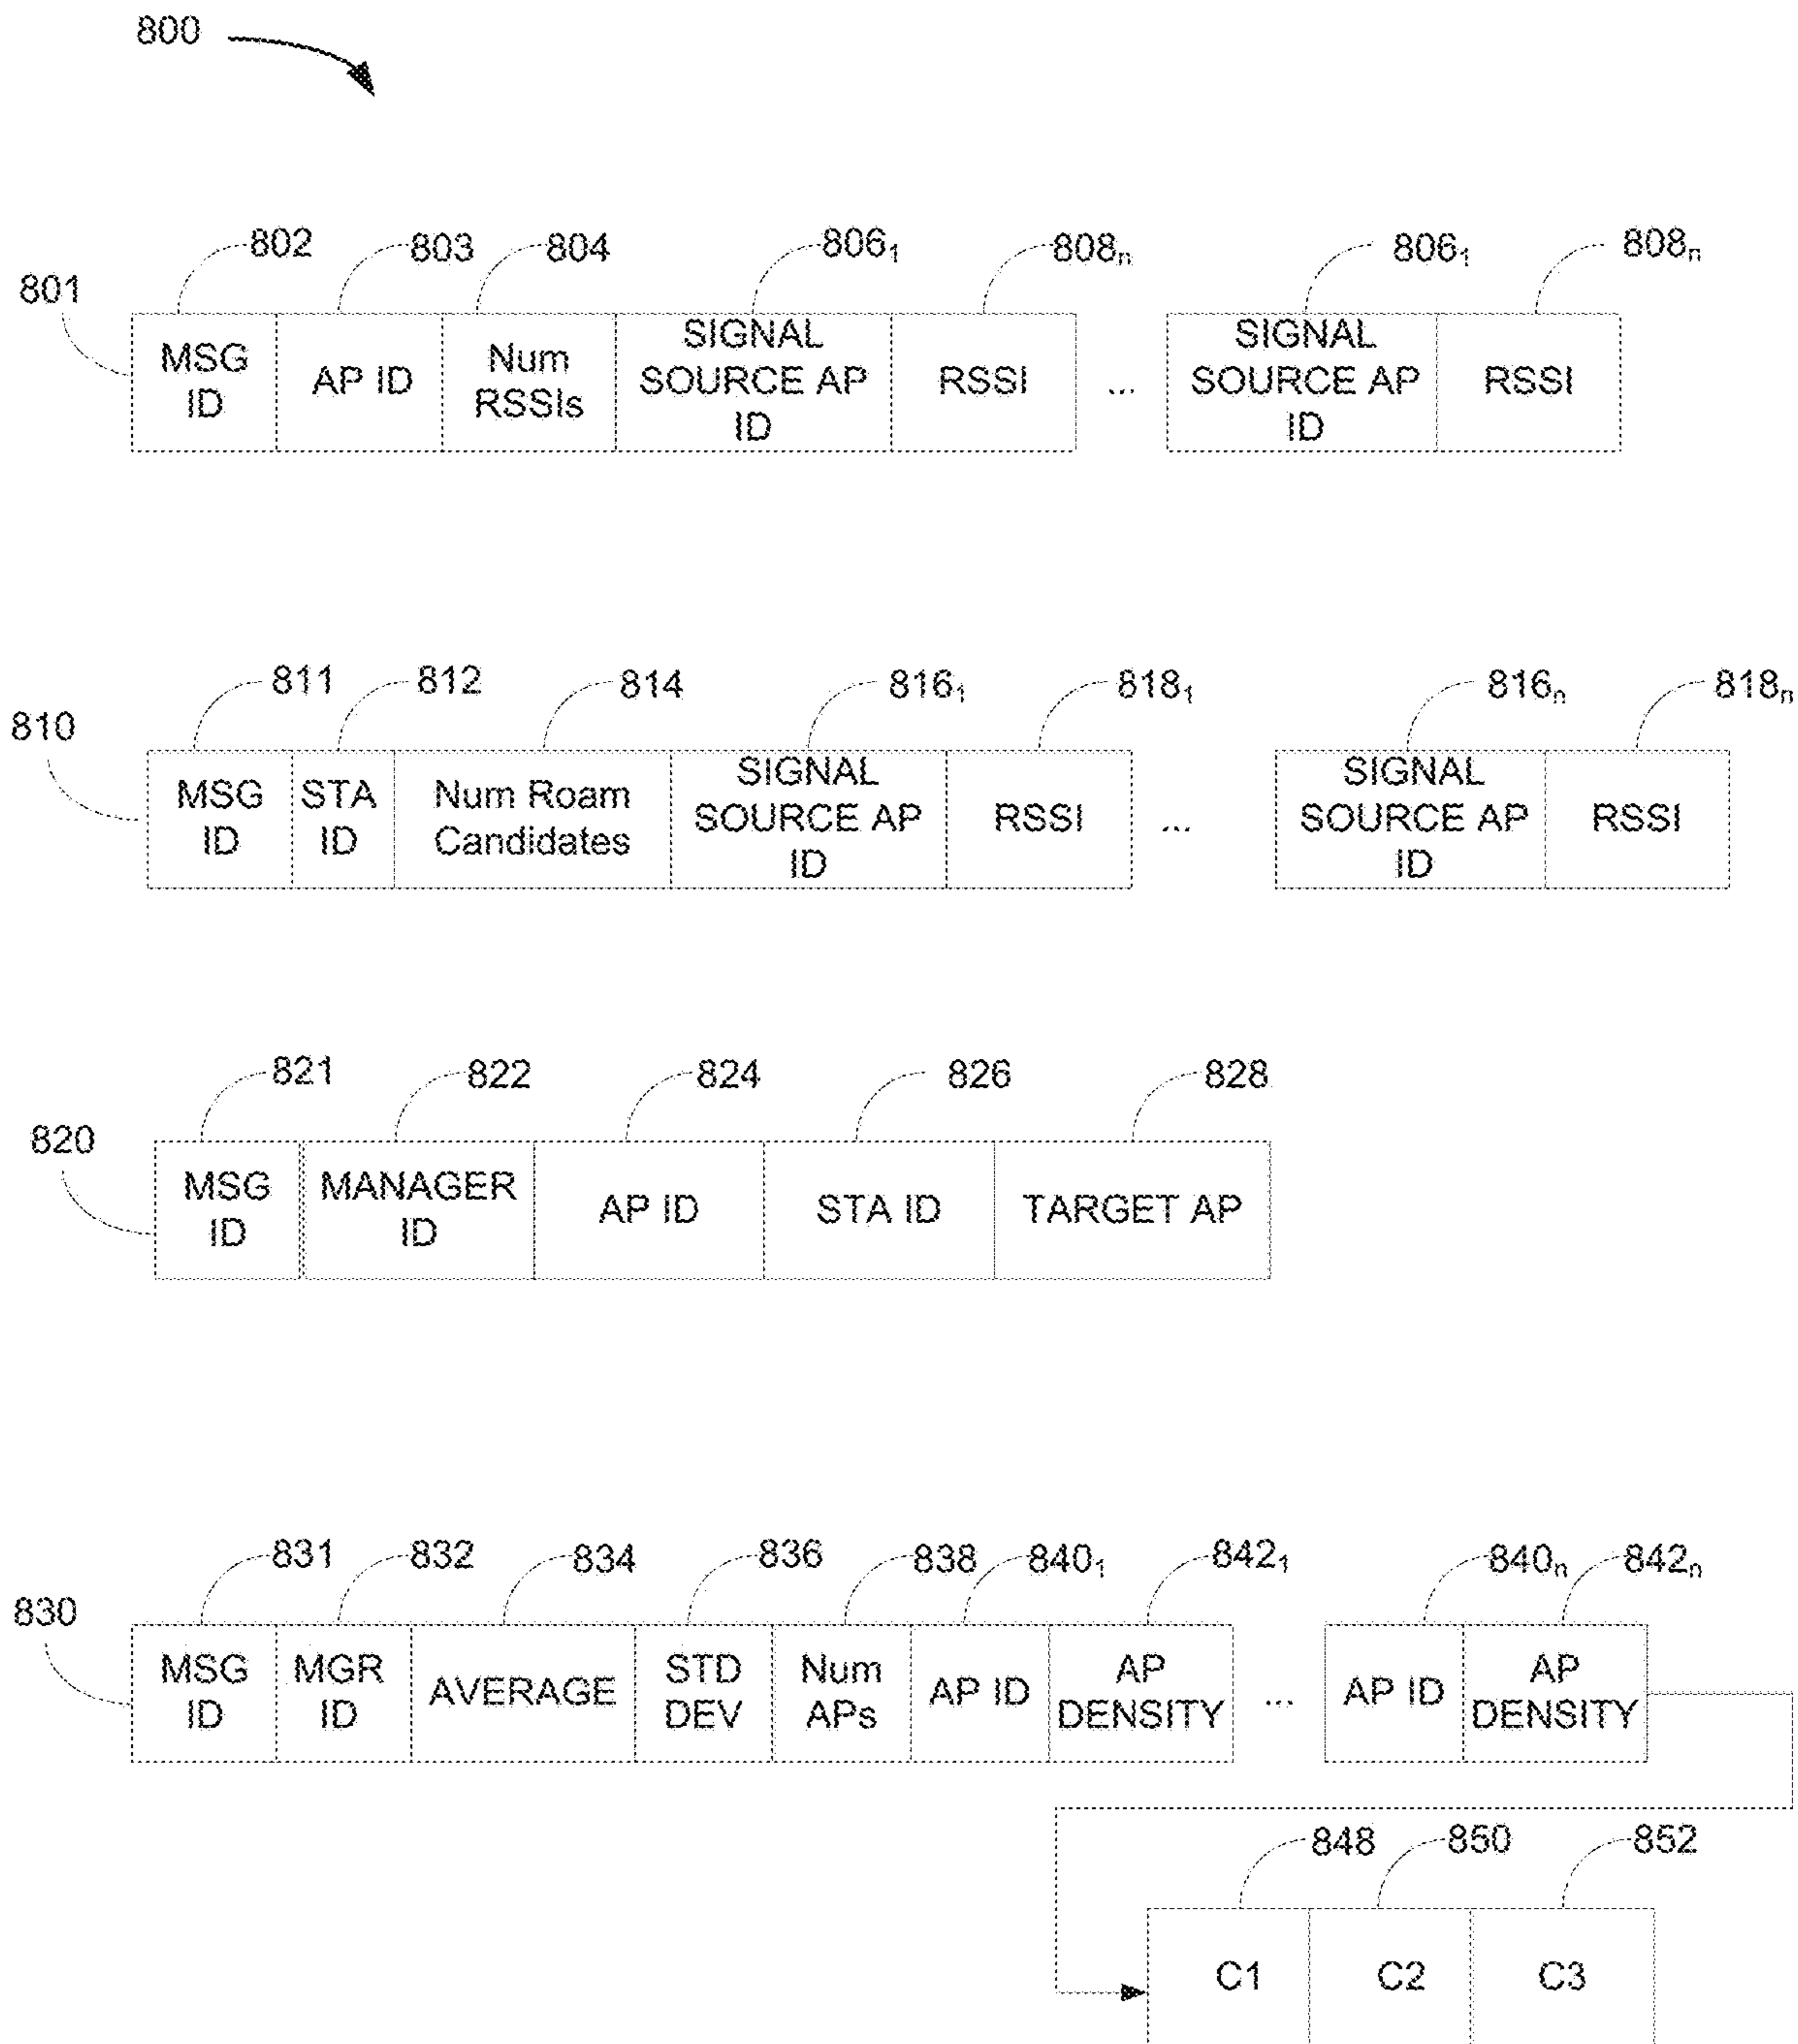 800
802 803 804 806₁ 808ₙ 806₁ 808ₙ
801
MSG ID AP ID Num RSSIs SIGNAL SOURCE AP ID RSSI ... SIGNAL SOURCE AP ID RSSI
811 812 814 816₁ 818₁ 816ₙ 818ₙ
810
MSG ID STA ID Num Roam Candidates SIGNAL SOURCE AP ID RSSI ... SIGNAL SOURCE AP ID RSSI
821 822 824 826 828
820
MSG ID MANAGER ID AP ID STA ID TARGET AP
831 832 834 836 838 840₁ 842₁ 840ₙ 842ₙ
830
MSG ID MGR ID AVERAGE STD DEV Num APs AP ID AP DENSITY ... AP ID AP DENSITY
848 850 852
C1 C2 C3